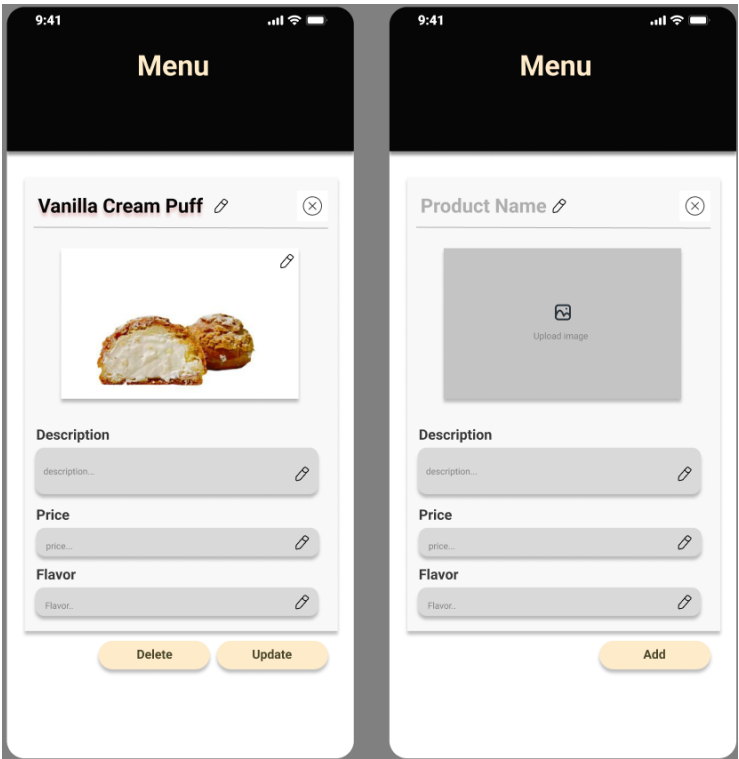 9:41
Menu
Vanilla Cream Puff
Description
description...
Price
price...
Flavor
Flavor..
Delete Update
9:41
Menu
Product Name
Upload image
Description
description...
Price
price...
Flavor
Flavor..
Add